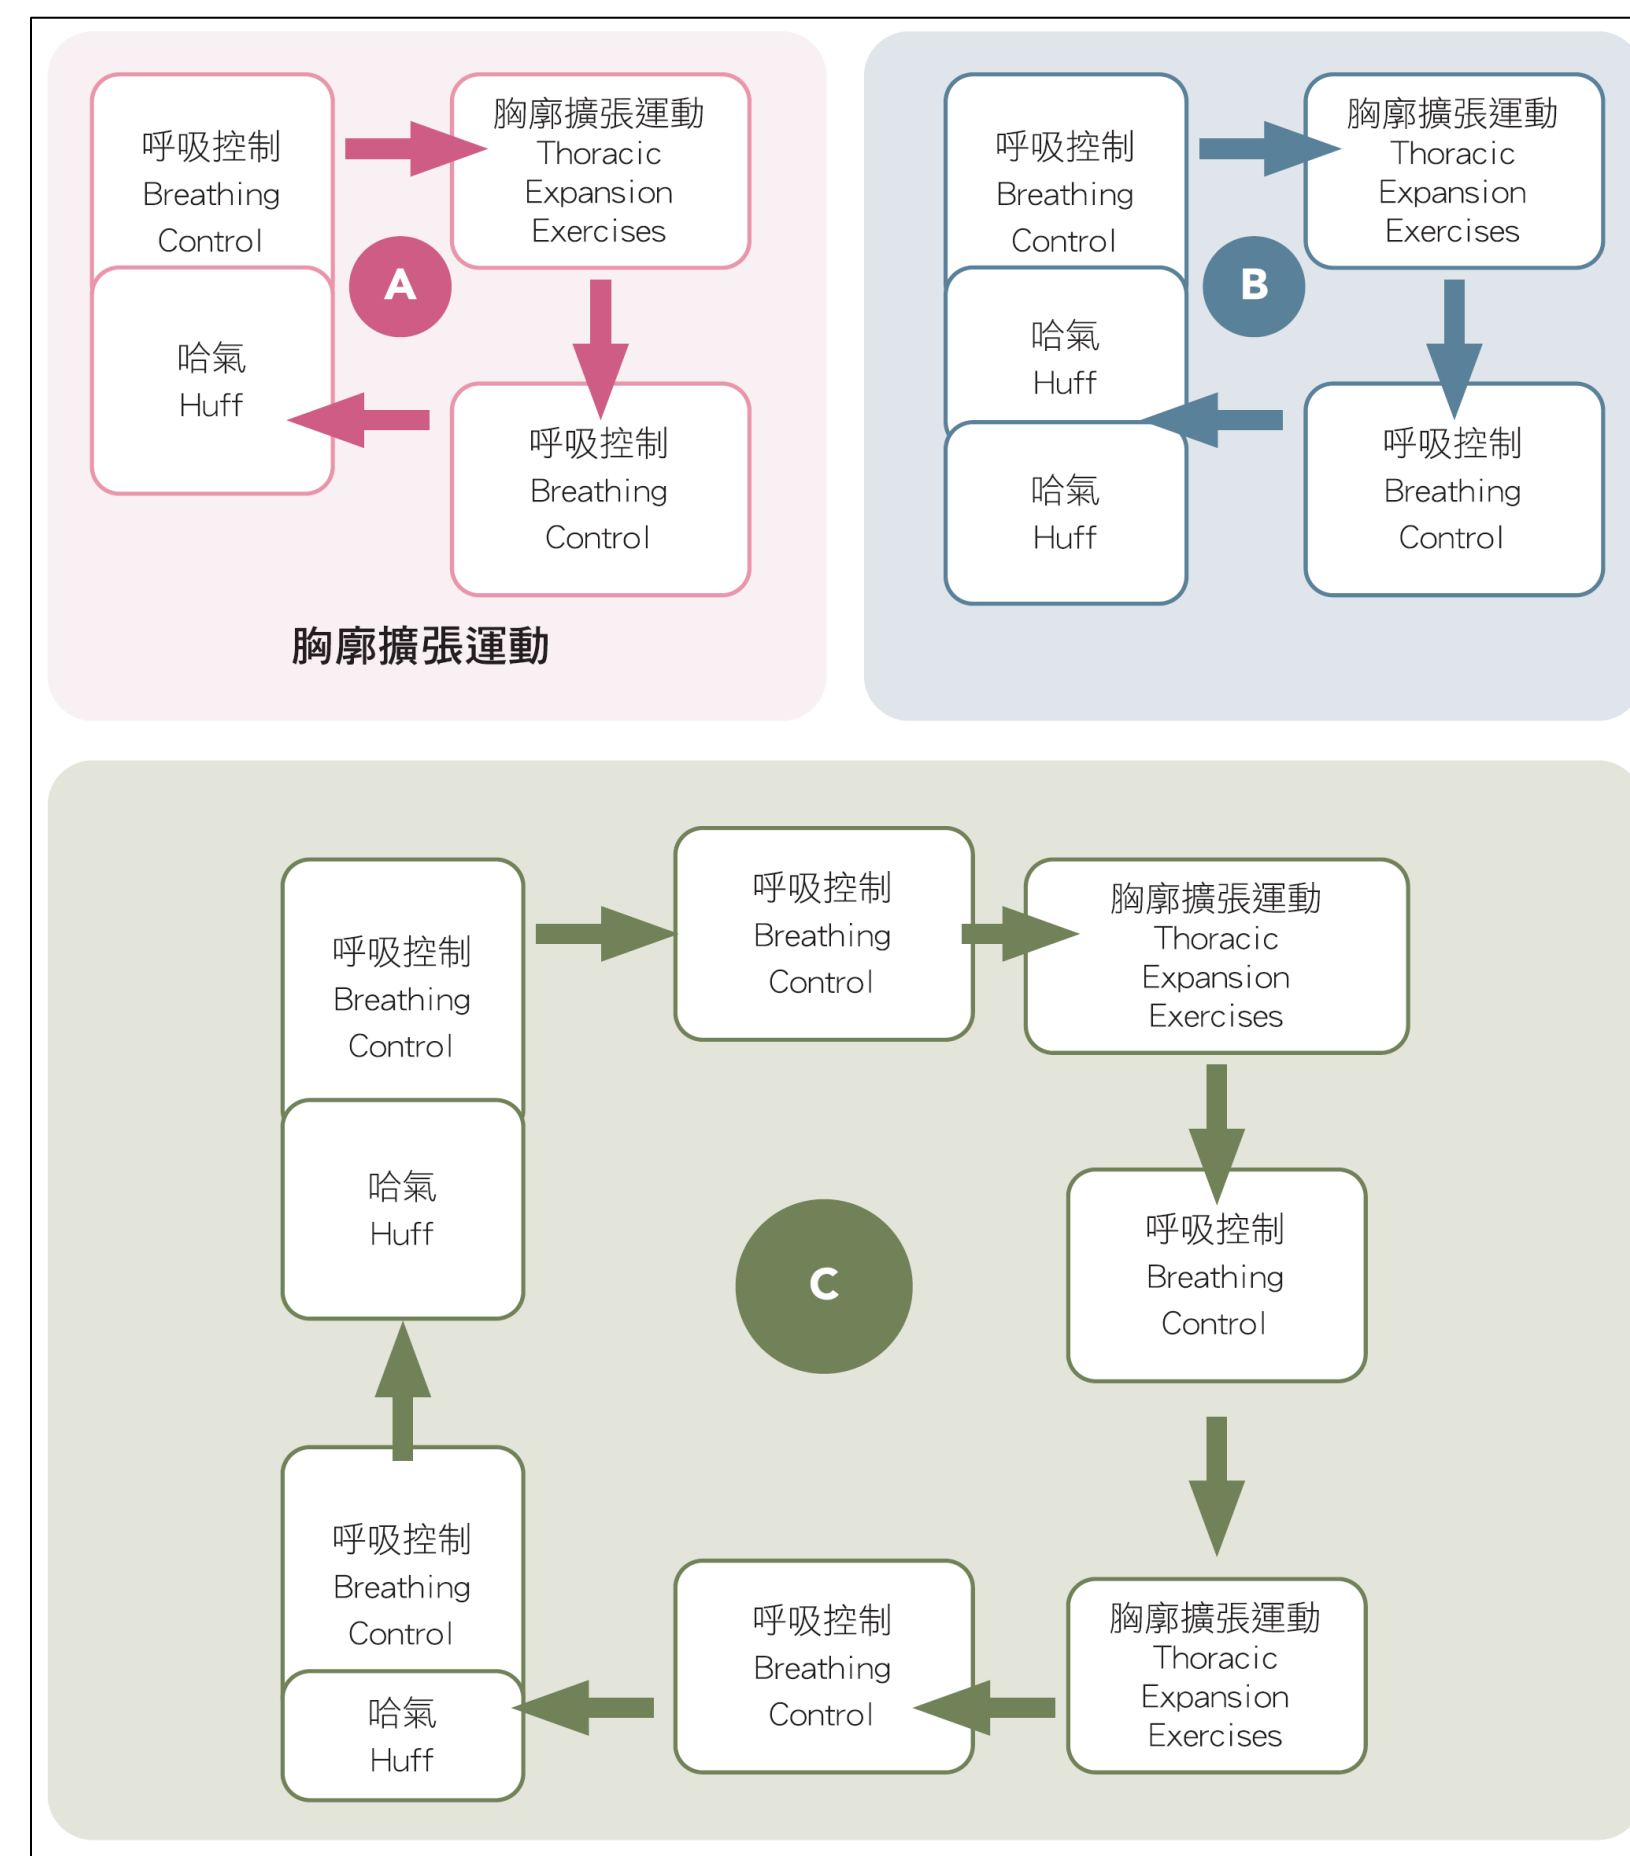 呼吸控制
Breathing
Control
胸廓擴張運動
Thoracic
Expansion
Exercises
A
哈氣
Huff
呼吸控制
Breathing
Control
胸廓擴張運動
呼吸控制
Breathing
Control
胸廓擴張運動
Thoracic
Expansion
Exercises
B
哈氣
Huff
哈氣
Huff
呼吸控制
Breathing
Control
呼吸控制
Breathing
Control
呼吸控制
Breathing
Control
胸廓擴張運動
Thoracic
Expansion
Exercises
哈氣
Huff
C
呼吸控制
Breathing
Control
呼吸控制
Breathing
Control
哈氣
Huff
呼吸控制
Breathing
Control
胸廓擴張運動
Thoracic
Expansion
Exercises